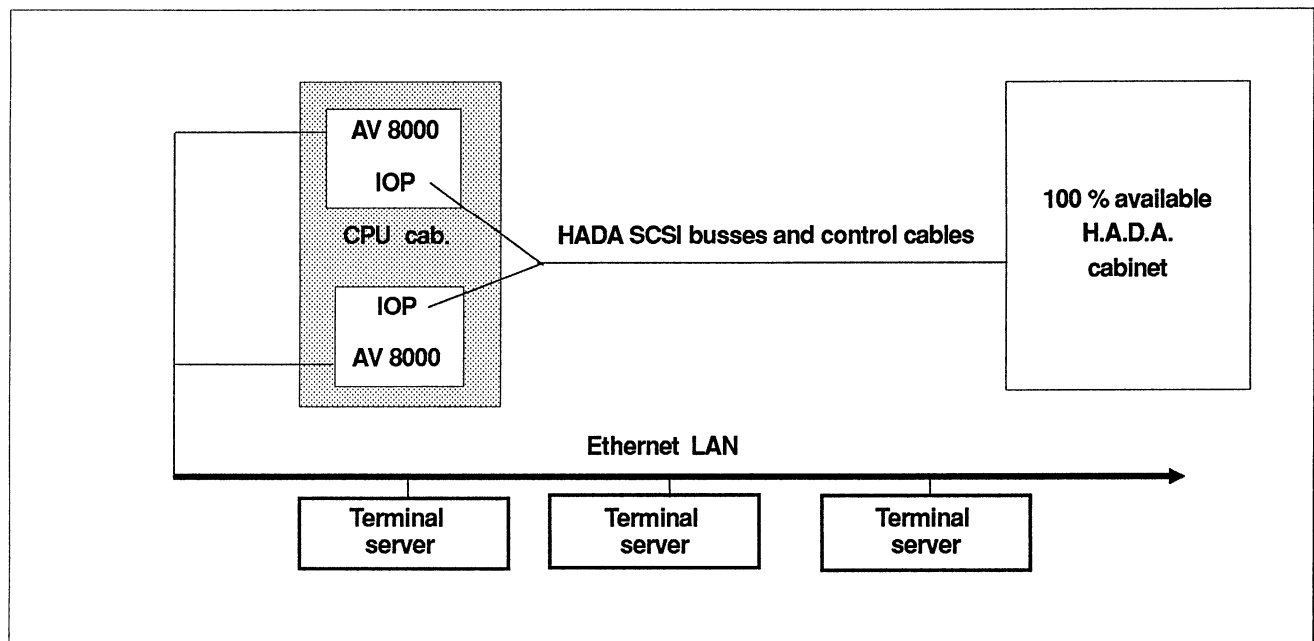 AV 8000
IOP
CPU cab.
IOP
AV 8000
HADA SCSI busses and control cables
100 % available
H.A.D.A.
cabinet
Ethernet LAN
Terminal
server
Terminal
server
Terminal
server